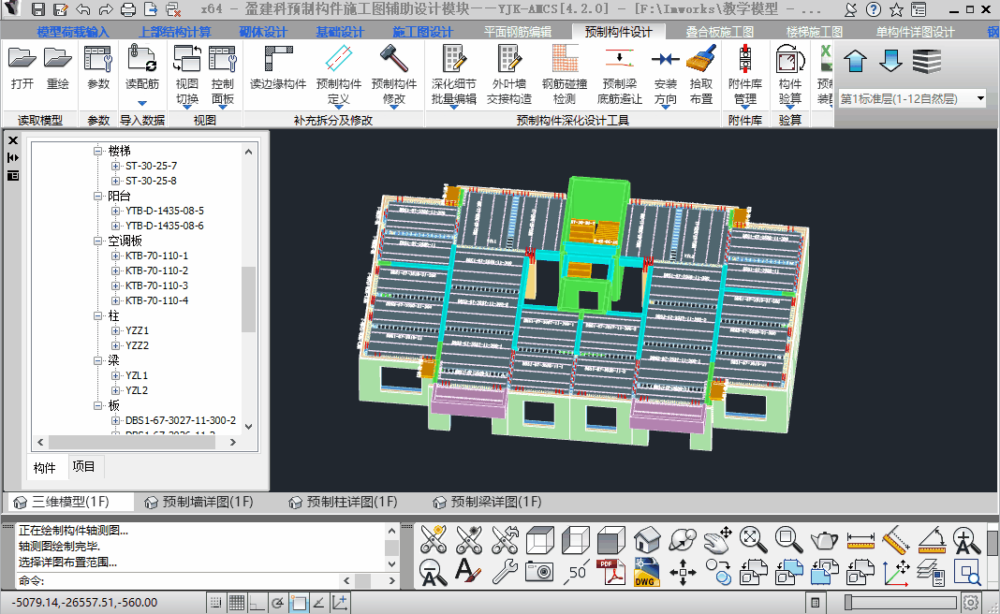 x64 - 盈建科预制构件施工图辅助设计模块---YJK-AMCS[4.2.0] - [F:\Imworks\教学模型 - ...
模型荷载输入 上部结构计算 砌体设计 基础设计 施工图设计 平面钢筋编辑 预制构件设计 叠合板施工图 楼梯施工图 单构件详图设计 钢
打开 重绘 参数 读配筋 视图切换 控制面板 读边缘构件 预制构件定义 预制构件修改 深化细节批量编辑 外叶墙交接构造 钢筋碰撞检测 预制梁底筋避让 安装方向 拾取布置 附件库管理 构件验算 预制装配
第1标准层(1-12自然层)
读取模型 参数 导入数据 视图 补充拆分及修改 预制构件深化设计工具 附件库 验算
楼梯
ST-30-25-7
ST-30-25-8
阳台
YTB-D-1435-08-5
YTB-D-1435-08-6
空调板
KTB-70-110-1
KTB-70-110-2
KTB-70-110-3
KTB-70-110-4
柱
YZZ1
YZZ2
梁
YZL1
YZL2
板
DBS1-67-3027-11-300-2
构件 项目
三维模型(1F) 预制墙详图(1F) 预制柱详图(1F) 预制梁详图(1F)
正在绘制构件轴测图...
轴测图绘制完毕.
选择详图布置范围...
命令:
.50
PDF
DWG
-5079.14,-26557.51,-560.00